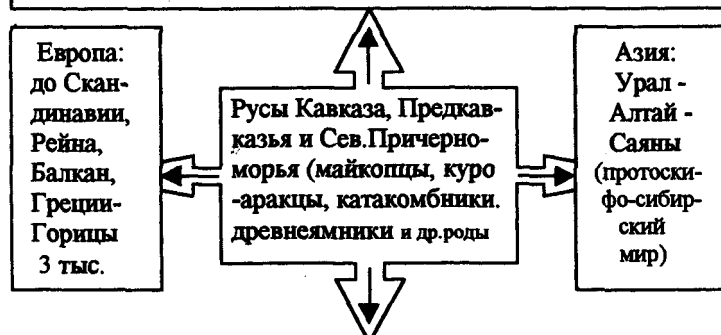 Европа:
до Скан-
динавии,
Рейна,
Балкан,
Греции-
Горицы
3 тыс.
Русы Кавказа, Предкав-
казья и Сев.Причерно-
морья (майкопцы, куро
-аракцы, катакомбники.
древнеямники и др.роды
Азия:
Урал -
Алтай -
Саяны
(протоски-
фо-сибир-
ский
мир)